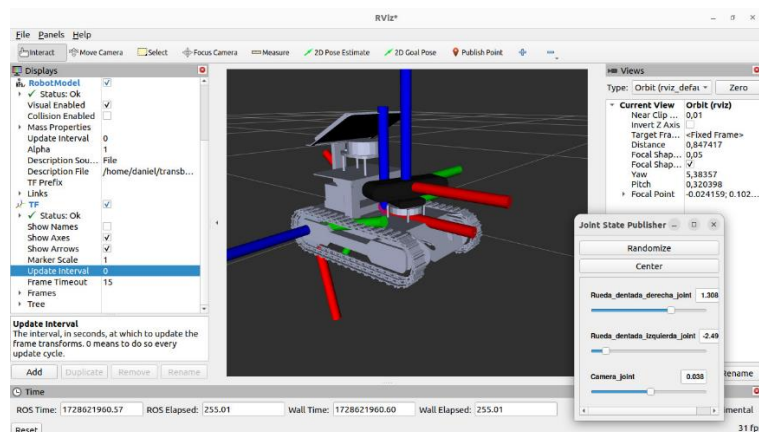 RViz*
File Panels Help
Interact Move Camera Select Focus Camera Measure 2D Pose Estimate 2D Goal Pose Publish Point
Displays
RobotModel
Status: Ok
Visual Enabled
Collision Enabled
Mass Properties
Update Interval 0
Alpha 1
Description Sou... File
Description File /home/daniel/transb...
TF Prefix
Links
TF
Status: Ok
Show Names
Show Axes
Show Arrows
Marker Scale 1
Update Interval 0
Frame Timeout 15
Frames
Tree
Update Interval
The interval, in seconds, at which to update the
frame transforms. 0 means to do so every
update cycle.
Add Duplicate Remove Rename
Views
Type: Orbit (rviz_defau Zero
Current View Orbit (rviz)
Near Clip ... 0,01
Invert Z Axis
Target Fra... <Fixed Frame>
Distance 0,847417
Focal Shap... 0,05
Focal Shap...
Yaw 5,38357
Pitch 0,320398
Focal Point -0.024159; 0.102...
Joint State Publisher
Randomize
Center
Rueda_dentada_derecha_joint 1.308
Rueda_dentada_izquierda_joint -2.49
Camera_joint 0.038
Rename
Time
ROS Time: 1728621960.57 ROS Elapsed: 255.01 Wall Time: 1728621960.60 Wall Elapsed: 255.01
mental
Reset
31 fp